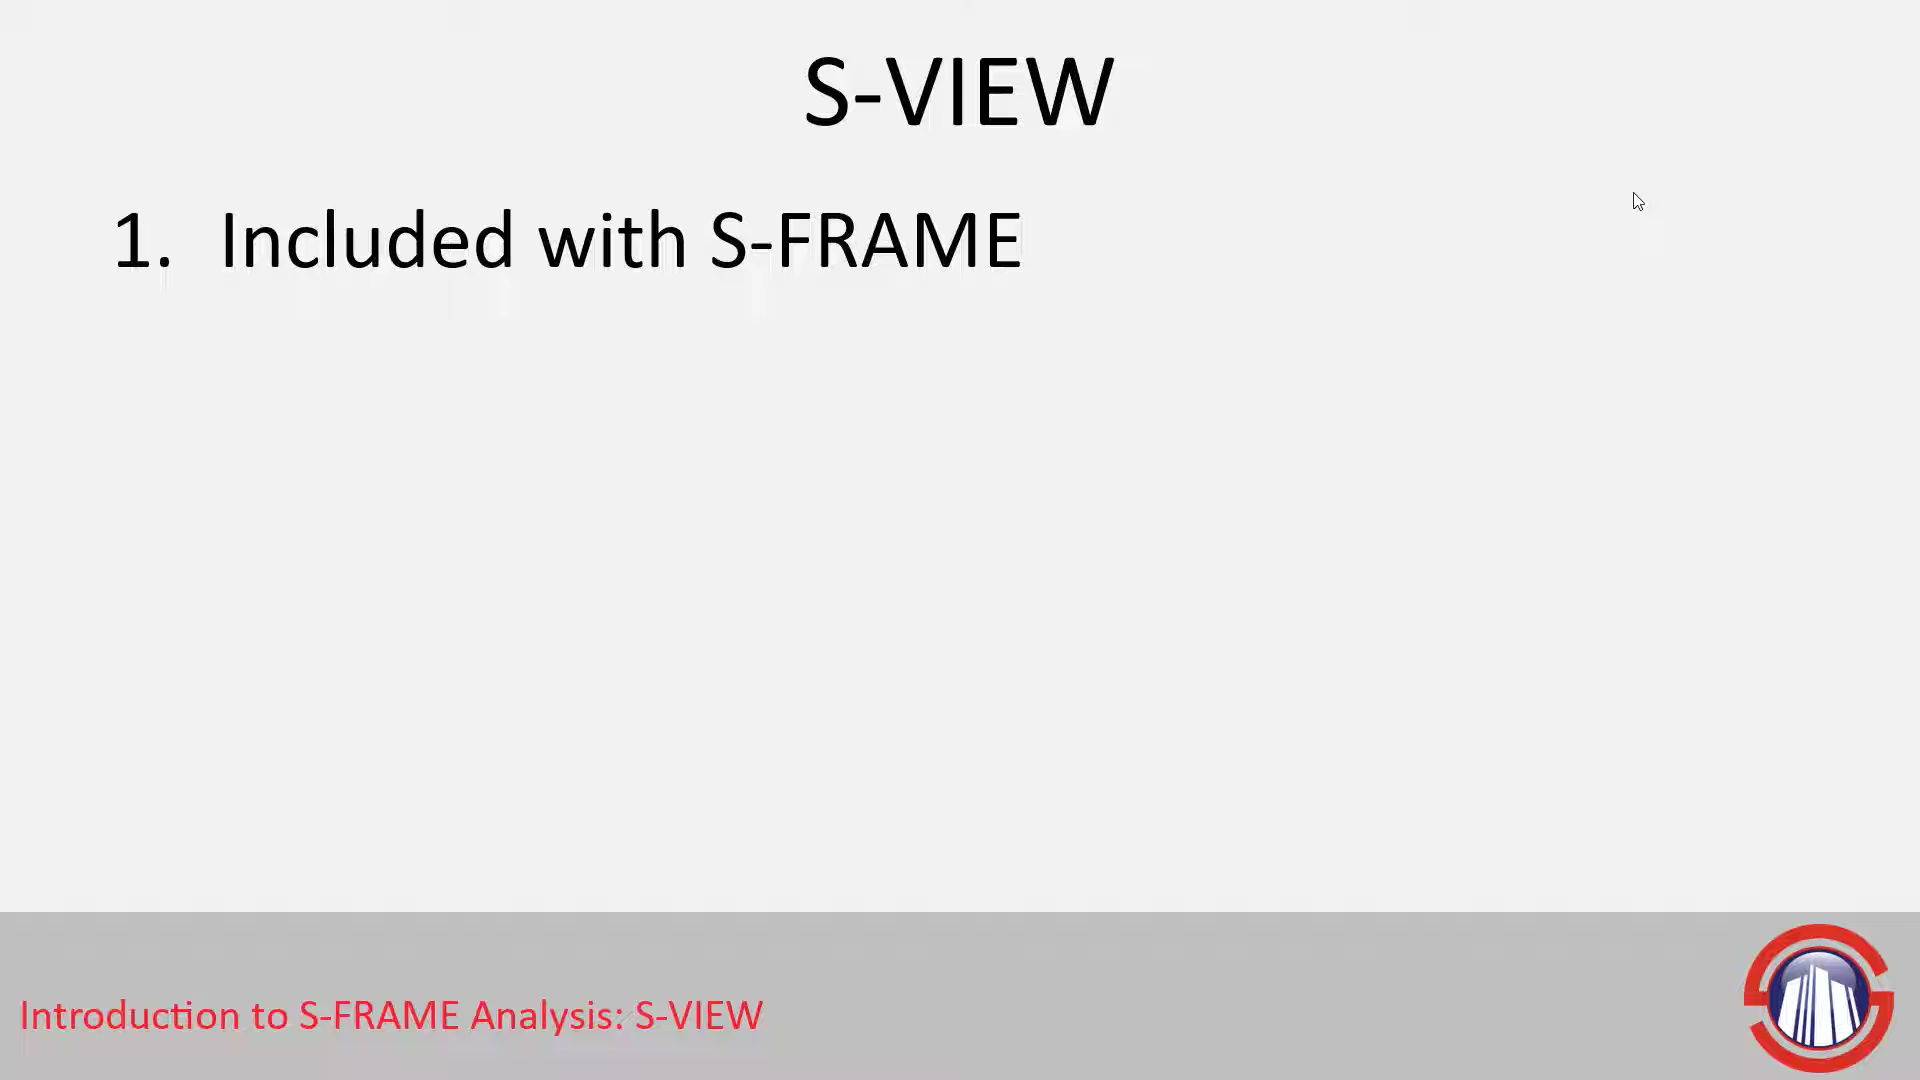 S-VIEW
1. Included with S-FRAME
Introduction to S-FRAME Analysis: S-VIEW